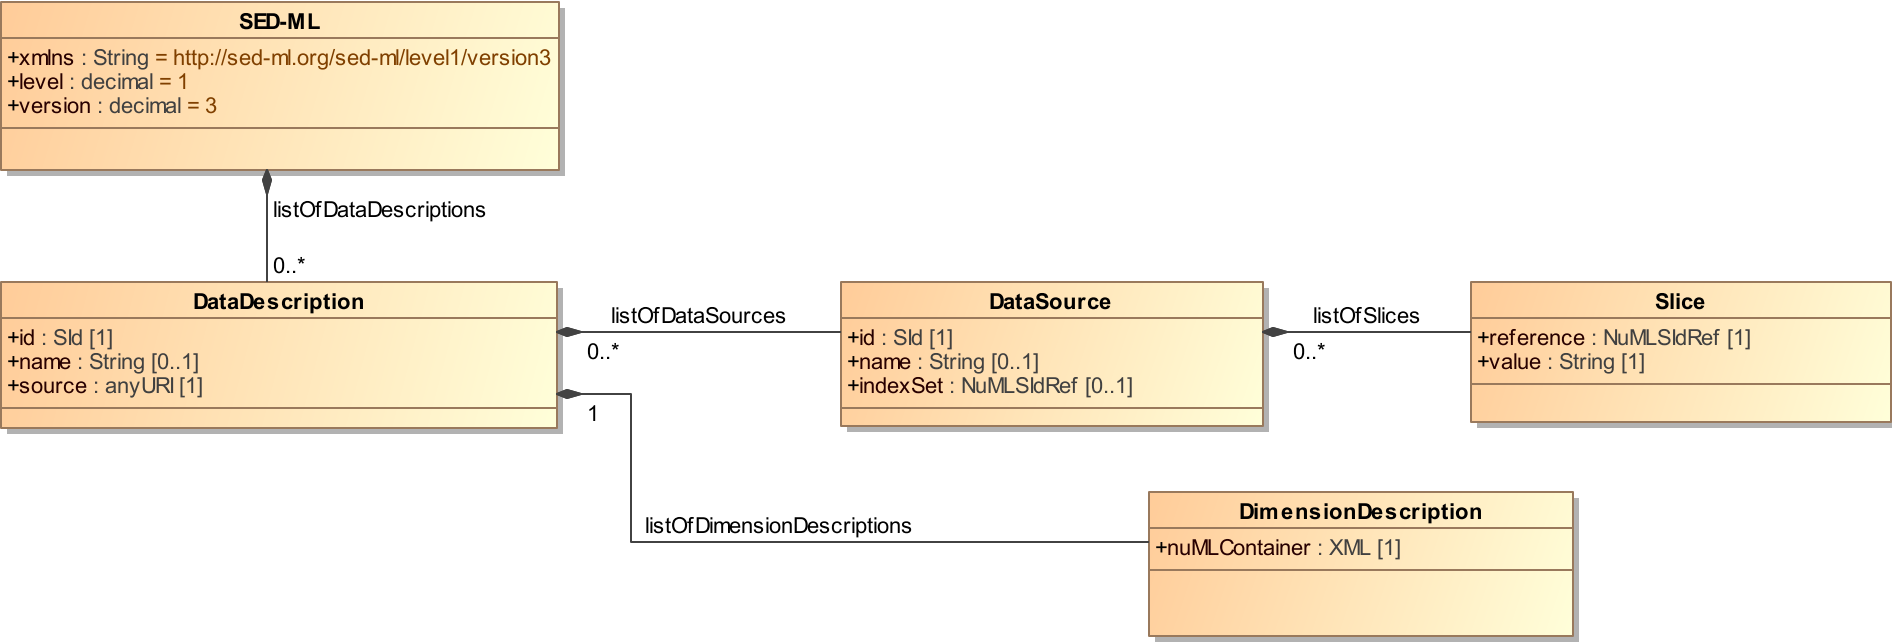 SED-ML
+xmlns : String = http://sed-ml.org/sed-ml/level1/version3
+level : decimal = 1
+version : decimal = 3
listOfDataDescriptions
0..*
DataDescription
+id : SId [1]
+name : String [0..1]
+source : anyURI [1]
listOfDataSources
0..*
1
DataSource
+id : SId [1]
+name : String [0..1]
+indexSet : NuMLSIdRef [0..1]
listOfSlices
0..*
Slice
+reference : NuMLSIdRef [1]
+value : String [1]
listOfDimensionDescriptions
DimensionDescription
+nuMLContainer : XML [1]